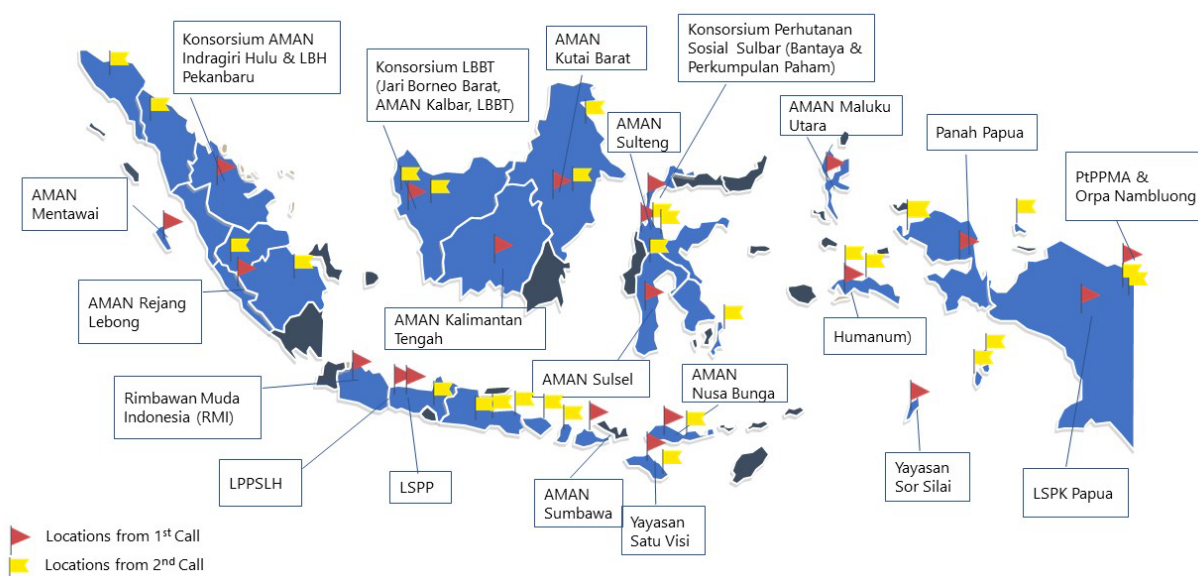 Konsorium AMAN
Indragiri Hulu & LBH
Pekanbaru
Konsorium LBBT
(Jari Borneo Barat,
AMAN Kalbar, LBBT)
AMAN
Kutai Barat
Konsorium Perhutanan
Sosial Sulbar (Bantaya &
Perkumpulan Paham)
AMAN
Sulteng
AMAN Maluku
Utara
Panah Papua
PtPPMA &
Orpa Nambluong
AMAN
Mentawai
AMAN Rejang
Lebong
AMAN Kalimantan
Tengah
Humanum)
Rimbawan Muda
Indonesia (RMI)
AMAN Sulsel
AMAN
Nusa Bunga
LPPSLH
LSPP
AMAN
Sumbawa
Yayasan
Satu Visi
Yayasan
Sor Silai
LSPK Papua
Locations from 1st Call
Locations from 2nd Call